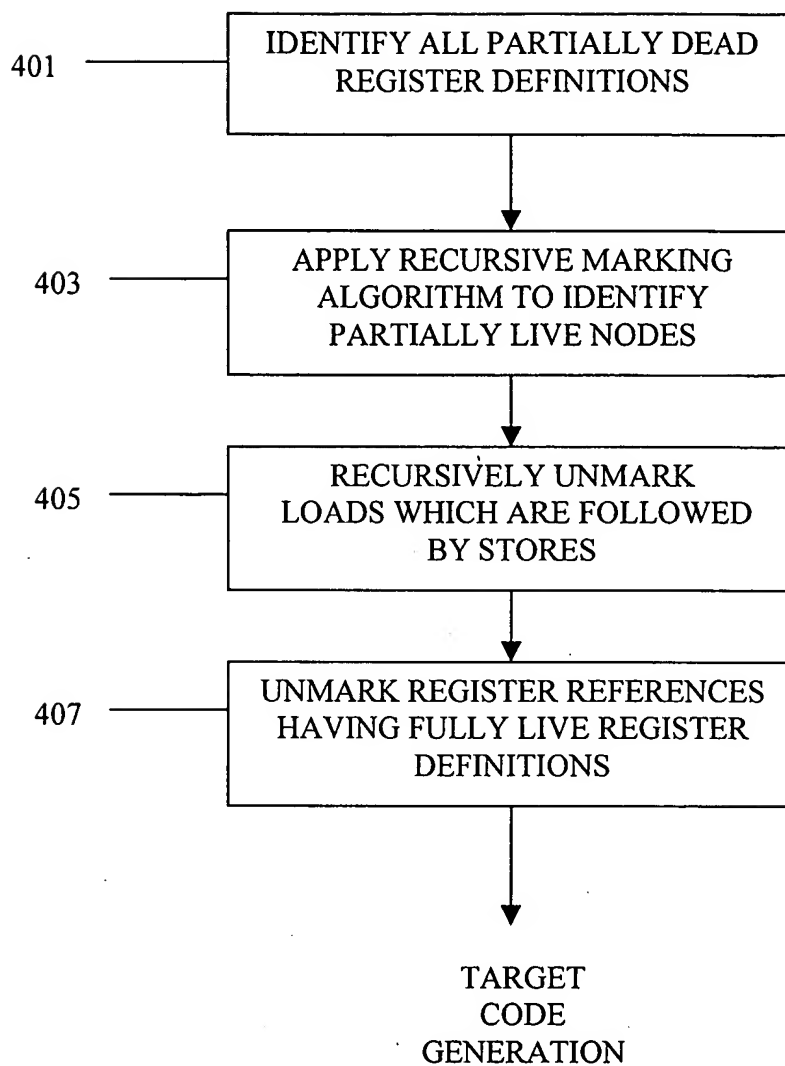 401
IDENTIFY ALL PARTIALLY DEAD
REGISTER DEFINITIONS
403
APPLY RECURSIVE MARKING
ALGORITHM TO IDENTIFY
PARTIALLY LIVE NODES
405
RECURSIVELY UNMARK
LOADS WHICH ARE FOLLOWED
BY STORES
407
UNMARK REGISTER REFERENCES
HAVING FULLY LIVE REGISTER
DEFINITIONS
TARGET
CODE
GENERATION